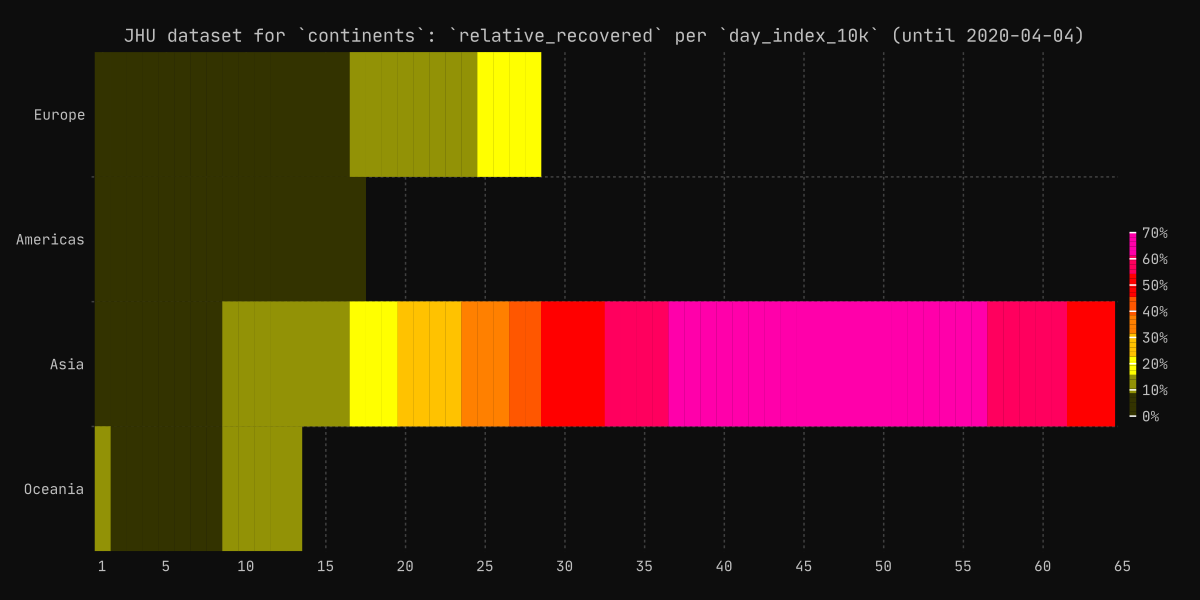 JHU dataset for `continents`: `relative_recovered` per `day_index_10k` (until 2020-04-04)
Europe
Americas
Asia
Oceania
70%
60%
50%
40%
30%
20%
10%
0%
1 5 10 15 20 25 30 35 40 45 50 55 60 65